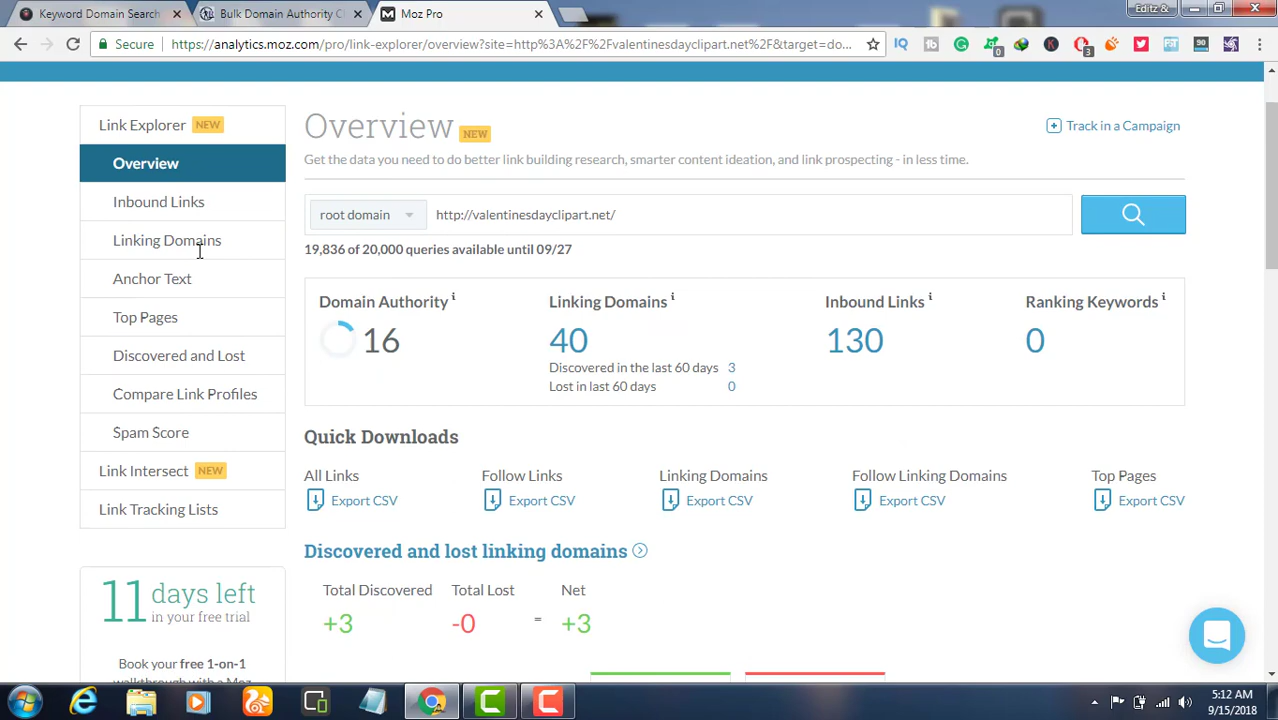 Keyword Domain Search
Bulk Domain Authority C
Moz Pro
Editz &
Secure
https://analytics.moz.com/pro/link-explorer/overview?site=http%3A%2F%2Fvalentinesdayclipart.net%2F&target=do...
Link Explorer NEW
Overview
Inbound Links
Linking Domains
Anchor Text
Top Pages
Discovered and Lost
Compare Link Profiles
Spam Score
Link Intersect NEW
Link Tracking Lists
11 days left
in your free trial
Book your free 1-on-1
walkthrough with a Moz
Overview NEW
Track in a Campaign
Get the data you need to do better link building research, smarter content ideation, and link prospecting - in less time.
root domain http://valentinesdayclipart.net/
19,836 of 20,000 queries available until 09/27
Domain Authority i
16
Linking Domains i
40
Discovered in the last 60 days 3
Lost in last 60 days 0
Inbound Links i
130
Ranking Keywords i
0
Quick Downloads
All Links
Export CSV
Follow Links
Export CSV
Linking Domains
Export CSV
Follow Linking Domains
Export CSV
Top Pages
Export CSV
Discovered and lost linking domains
Total Discovered Total Lost Net
+3 -0 = +3
5:12 AM
9/15/2018